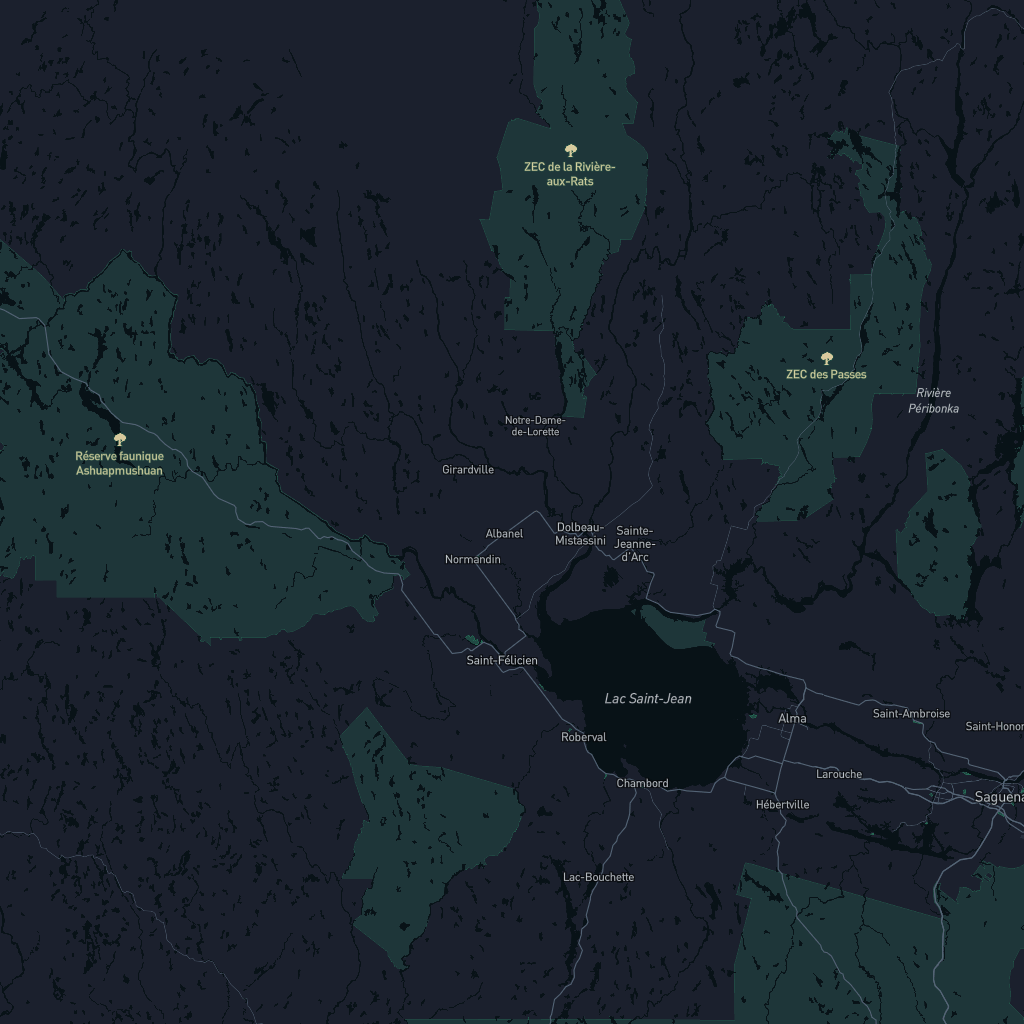 ZEC de la Rivière-
aux-Rats
ZEC des Passes
Rivière
Péribonka
Notre-Dame-
de-Lorette
Réserve faunique
Ashuapmushuan
Girardville
Dolbeau-
Mistassini
Sainte-
Jeanne-
d'Arc
Albanel
Normandin
Saint-Félicien
Lac Saint-Jean
Alma
Saint-Ambroise
Saint-Honor
Roberval
Larouche
Chambord
Saguena
Hébertville
Lac-Bouchette